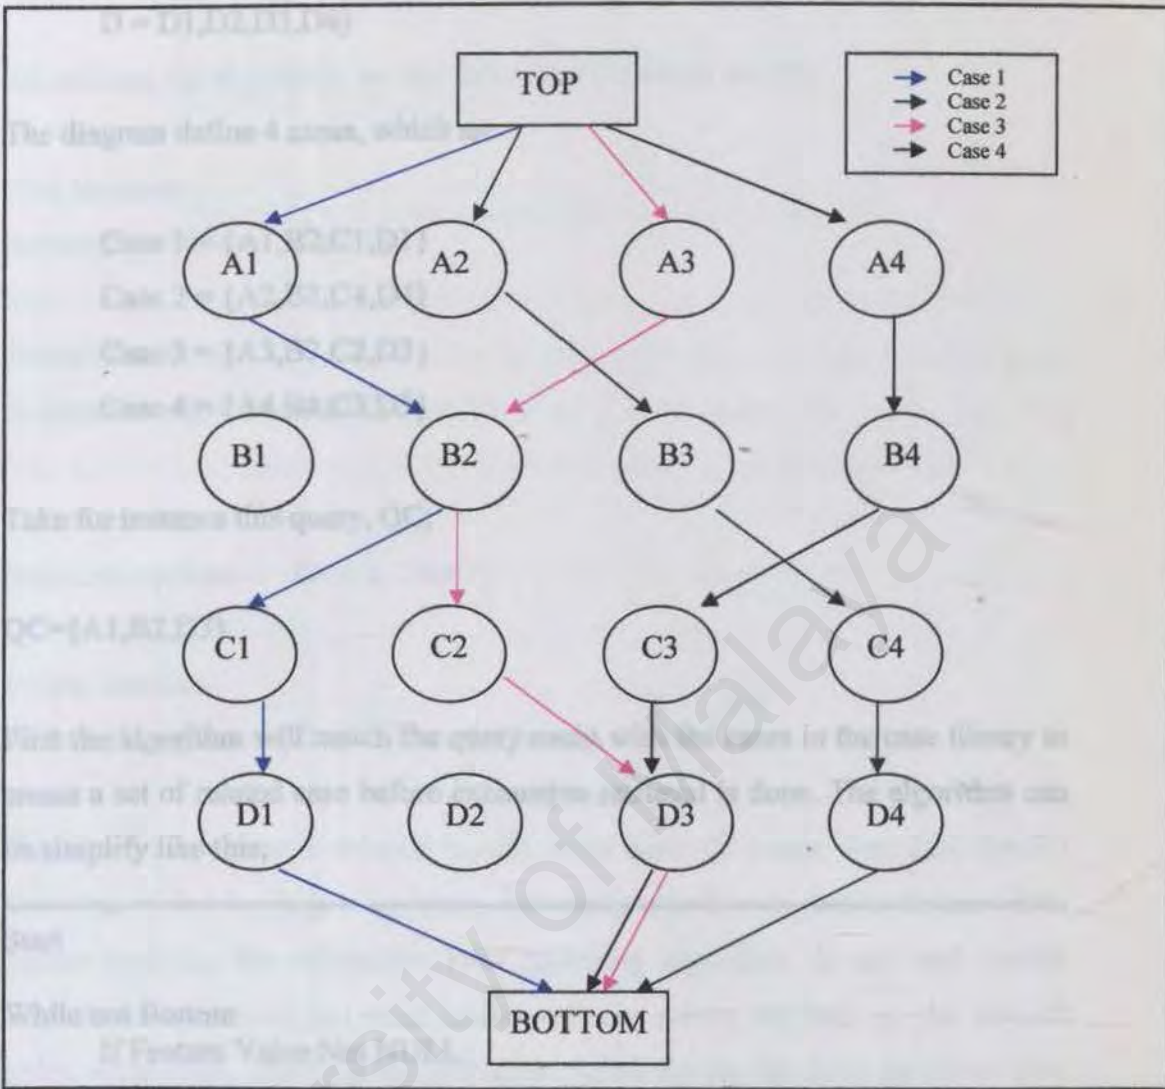 D = D1,D2,D3,D4)
TOP
Case 1
Case 2
Case 3
Case 4
The diagram define 4 cases, which
A1 A2 A3 A4
Case 1 = {A1,B2,C1,D1}
Case 2 = {A2,B3,C4,D4}
Case 3 = {A3,B2,C2,D3}
Case 4 = {A4,B4,C3,D3}
B1 B2 B3 B4
Take for instance this query, QC;
QC={A1,B2,D3}
C1 C2 C3 C4
First the algorithm will match the query cases with the cases in the case library to
create a set of related case before exhaustive is done. The algorithm can
be simplify like this;
D1 D2 D3 D4
Start
While not Bottom
BOTTOM
If Feature Value Not NULL
University of Malaya